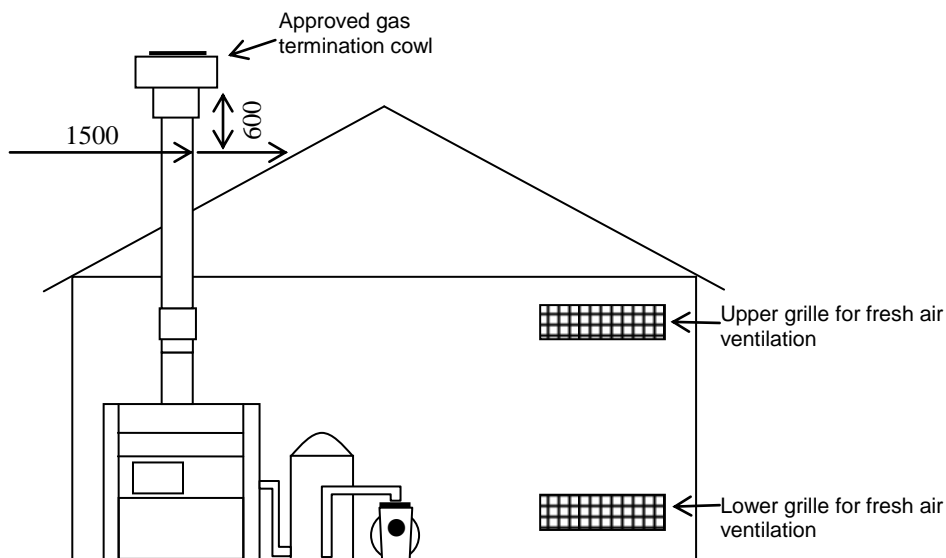 Approved gas
termination cowl
600
1500
Upper grille for fresh air
ventilation
Lower grille for fresh air
ventilation